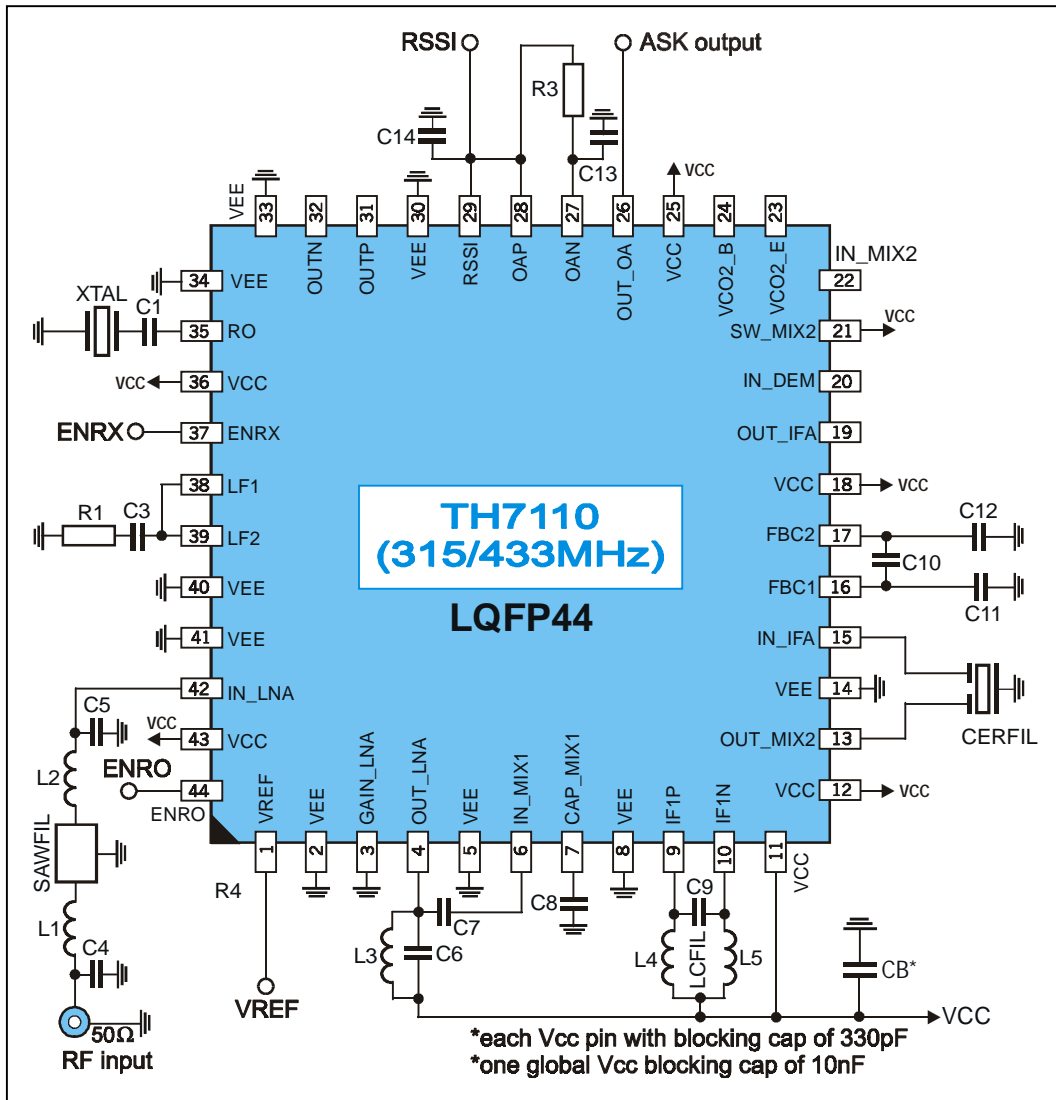 RSSI
ASK output
R3
C14
C13
VCC
VEE
33
32
31
30
29
28
27
26
25
24
23
OUTN
OUTP
VEE
RSSI
OAP
OAN
OUT_OA
VCC
VCO2_B
VCO2_E
IN_MIX2
22
34
VEE
XTAL
C1
35
RO
SW_MIX2
21
VCC
VCC
36
VCC
IN_DEM
20
ENRX
37
ENRX
OUT_IFA
19
38
LF1
VCC
18
VCC
R1
C3
39
LF2
TH7110
(315/433MHz)
LQFP44
FBC2
17
C12
C10
40
VEE
FBC1
16
C11
41
VEE
IN_IFA
15
42
IN_LNA
VEE
14
C5
VCC
43
VCC
OUT_MIX2
13
CERFIL
L2
ENRO
44
ENRO
VCC
12
VCC
VREF
VEE
GAIN_LNA
OUT_LNA
VEE
IN_MIX1
CAP_MIX1
VEE
IF1P
IF1N
1
2
3
4
5
6
7
8
9
10
11
VCC
SAWFIL
R4
L1
C4
C7
C8
C9
L3
C6
L4
LCFIL
L5
CB*
VREF
VCC
50Ω
RF input
*each Vcc pin with blocking cap of 330pF
*one global Vcc blocking cap of 10nF